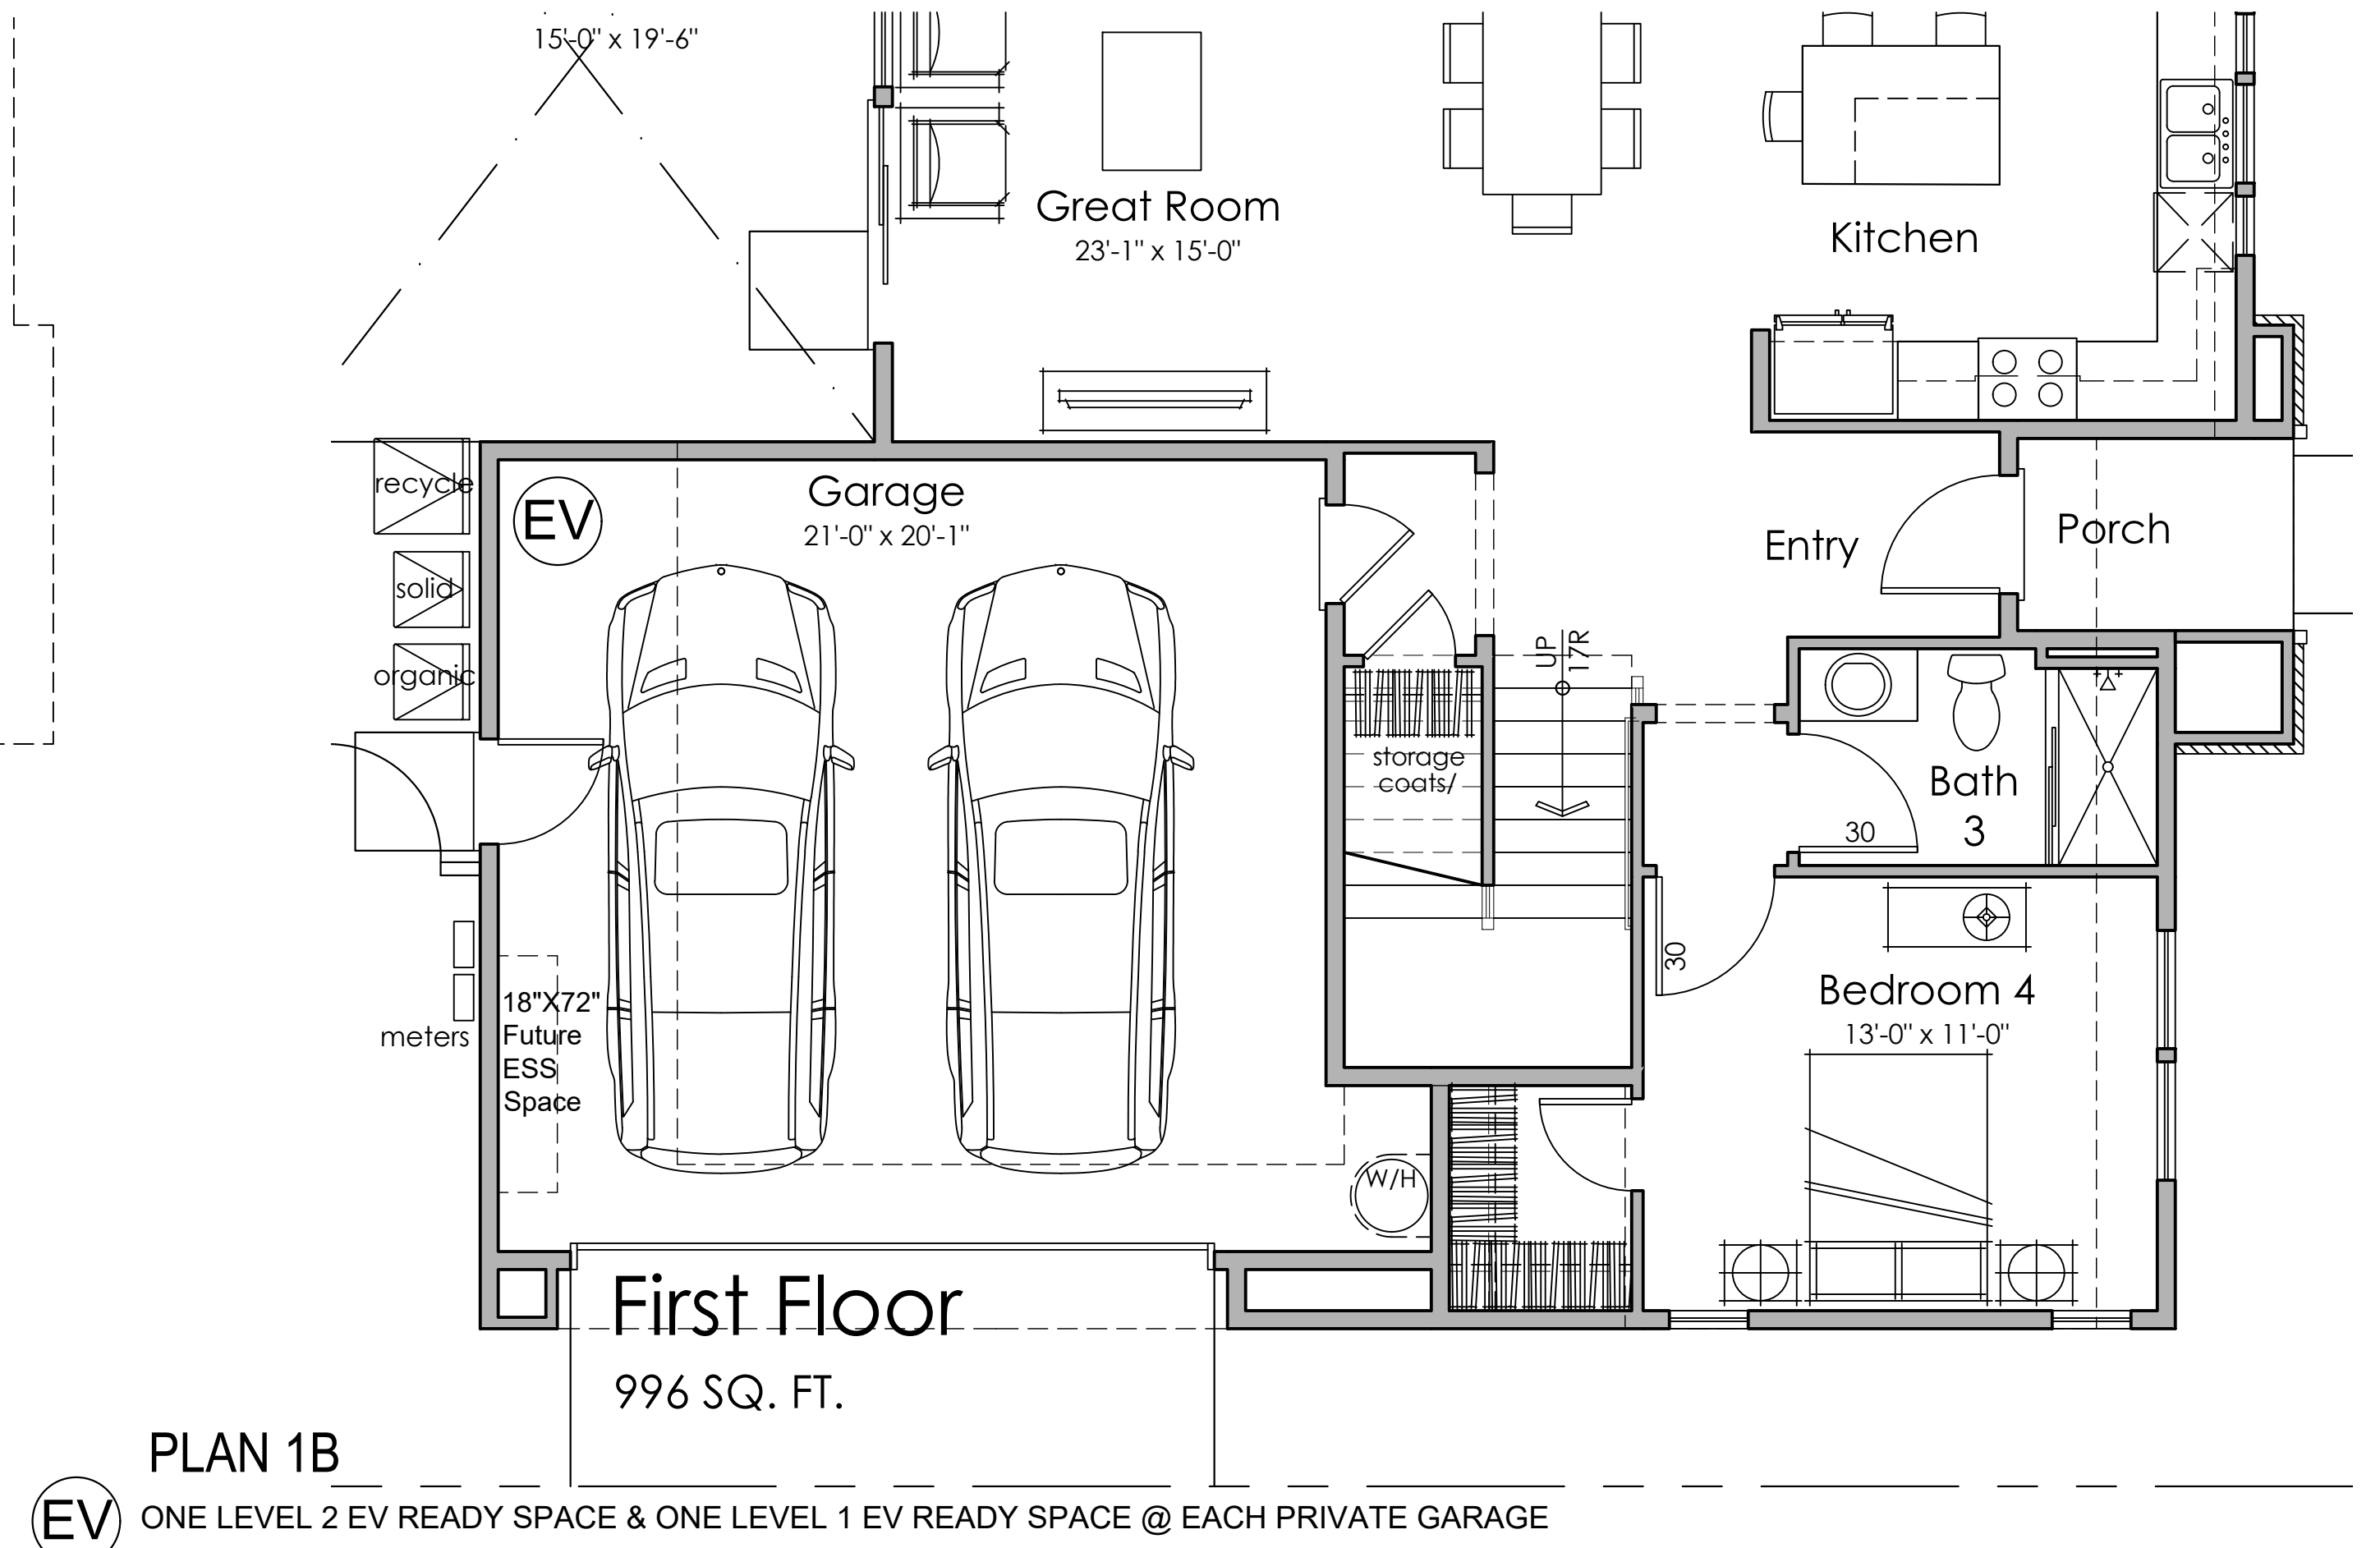 15'-0" x 19'-6"
Great Room
23'-1" x 15'-0"
Kitchen
recycle
EV
Garage
21'-0" x 20'-1"
Entry
Porch
solid
organic
UP
17R
storage
coats/
Bath
3
30
30
Bedroom 4
13'-0" x 11'-0"
meters
18"X72"
Future
ESS
Space
W/H
First Floor
996 SQ. FT.
PLAN 1B
EV
ONE LEVEL 2 EV READY SPACE & ONE LEVEL 1 EV READY SPACE @ EACH PRIVATE GARAGE